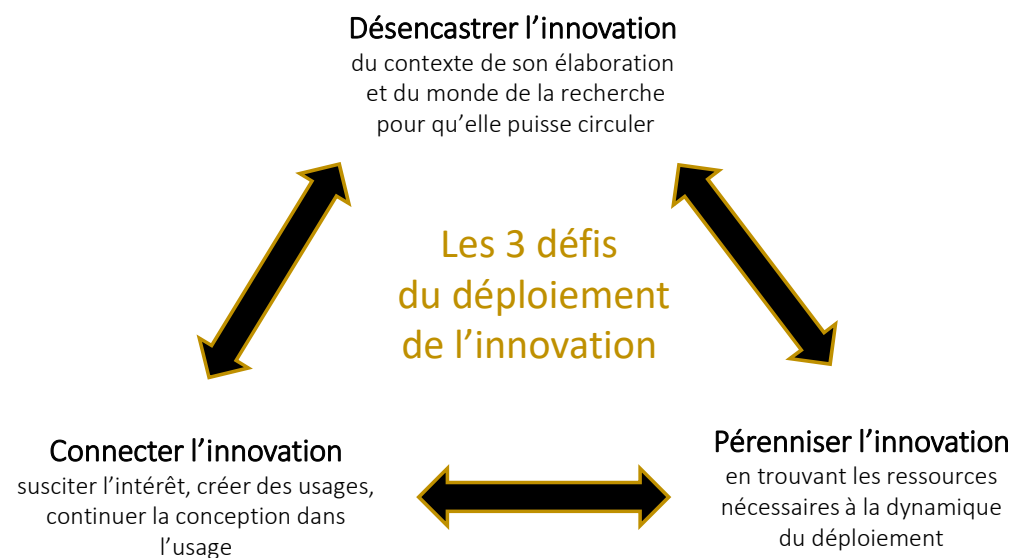 Désencastrer l’innovation
du contexte de son élaboration
et du monde de la recherche
pour qu’elle puisse circuler
Les 3 défis
du déploiement
de l’innovation
Connecter l’innovation
susciter l’intérêt, créer des usages,
continuer la conception dans
l’usage
Pérenniser l’innovation
en trouvant les ressources
nécessaires à la dynamique
du déploiement